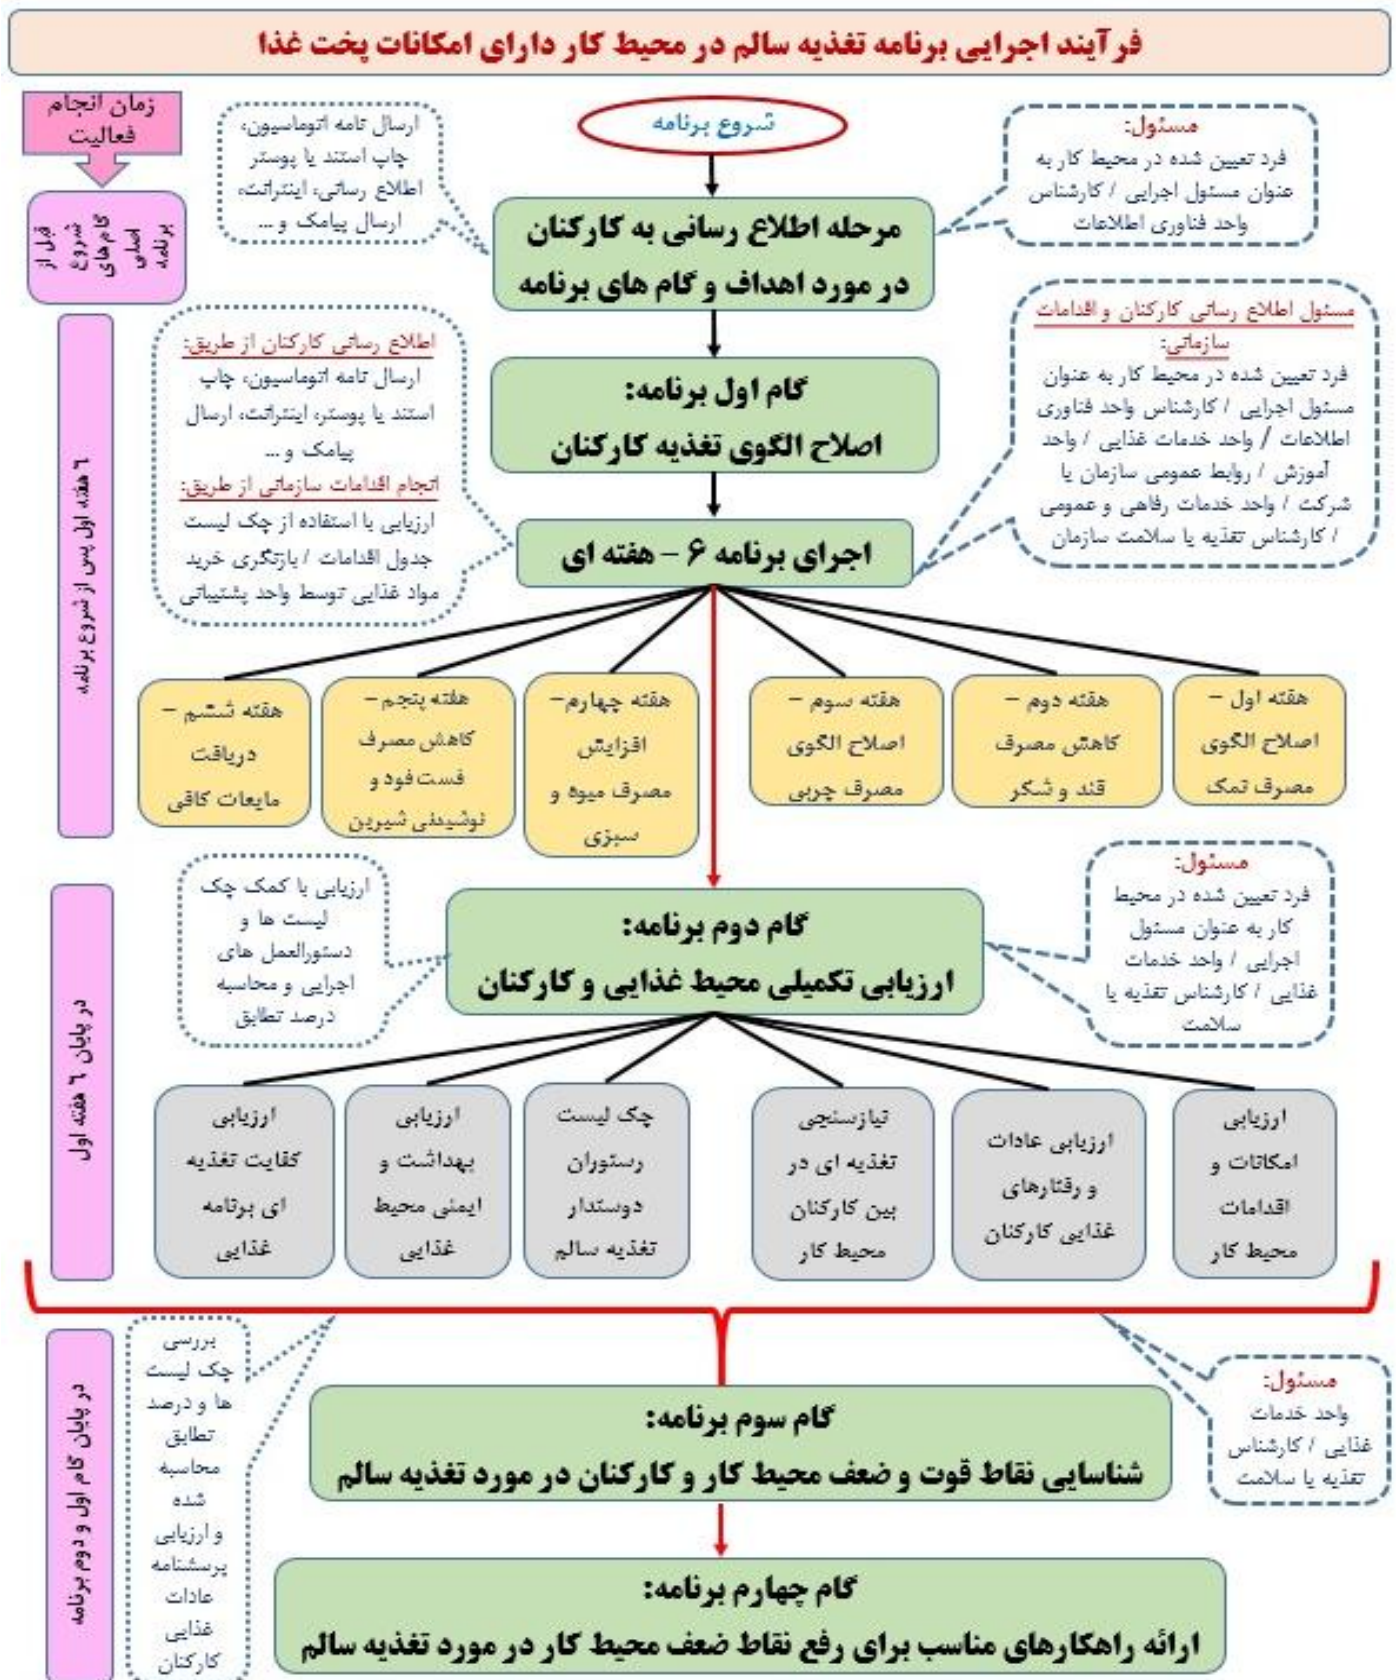 فرآیند اجرایی برنامه تغذیه سالم در محیط کار دارای امکانات پخت غذا
زمان انجام
فعالیت
قبل از
شروع
گام‌های
اصلی
برنامه
شروع برنامه
مسئول:
فرد تعیین شده در محیط کار به
عنوان مسئول اجرایی / کارشناس
واحد فناوری اطلاعات
ارسال نامه اتوماسیون،
چاپ استند یا پوستر
اطلاع رسانی، اینترانت،
ارسال پیامک و ...
مرحله اطلاع رسانی به کارکنان
در مورد اهداف و گام های برنامه
۶ هفته اول پس از شروع برنامه
مسئول اطلاع رسانی کارکنان و اقدامات
سازمانی:
فرد تعیین شده در محیط کار به عنوان
مسئول اجرایی / کارشناس واحد فناوری
اطلاعات / واحد خدمات غذایی / واحد
آموزش / روابط عمومی سازمان یا
شرکت / واحد خدمات رفاهی و عمومی
/ کارشناس تغذیه یا سلامت سازمان
اطلاع رسانی کارکنان از طریق:
ارسال نامه اتوماسیون، چاپ
استند یا پوستر، اینترانت، ارسال
پیامک و ...
انجام اقدامات سازمانی از طریق:
ارزیابی با استفاده از چک لیست
جدول اقدامات / بازنگری خرید
مواد غذایی توسط واحد پشتیبانی
گام اول برنامه:
اصلاح الگوی تغذیه کارکنان
اجرای برنامه ۶ – هفته ای
هفته اول –
اصلاح الگوی
مصرف نمک
هفته دوم –
کاهش مصرف
قند و شکر
هفته سوم –
اصلاح الگوی
مصرف چربی
هفته چهارم–
افزایش
مصرف میوه و
سبزی
هفته پنجم–
کاهش مصرف
فست فود و
نوشیدنی شیرین
هفته ششم –
دریافت
مایعات کافی
در پایان ۶ هفته اول
مسئول:
فرد تعیین شده در محیط
کار به عنوان مسئول
اجرایی / واحد خدمات
غذایی / کارشناس تغذیه یا
سلامت
ارزیابی با کمک چک
لیست ها و
دستورالعمل های
اجرایی و محاسبه
درصد تطابق
گام دوم برنامه:
ارزیابی تکمیلی محیط غذایی و کارکنان
ارزیابی
امکانات و
اقدامات
محیط کار
ارزیابی عادات
و رفتارهای
غذایی کارکنان
نیازسنجی
تغذیه ای در
بین کارکنان
محیط کار
چک لیست
رستوران
دوستدار
تغذیه سالم
ارزیابی
بهداشت و
ایمنی محیط
غذایی
ارزیابی
کفایت تغذیه
ای برنامه
غذایی
در پایان گام اول و دوم برنامه
مسئول:
واحد خدمات
غذایی / کارشناس
تغذیه یا سلامت
بررسی
چک لیست
ها و درصد
تطابق
محاسبه
شده
و ارزیابی
پرسشنامه
عادات
غذایی
کارکنان
گام سوم برنامه:
شناسایی نقاط قوت و ضعف محیط کار و کارکنان در مورد تغذیه سالم
گام چهارم برنامه:
ارائه راهکارهای مناسب برای رفع نقاط ضعف محیط کار در مورد تغذیه سالم